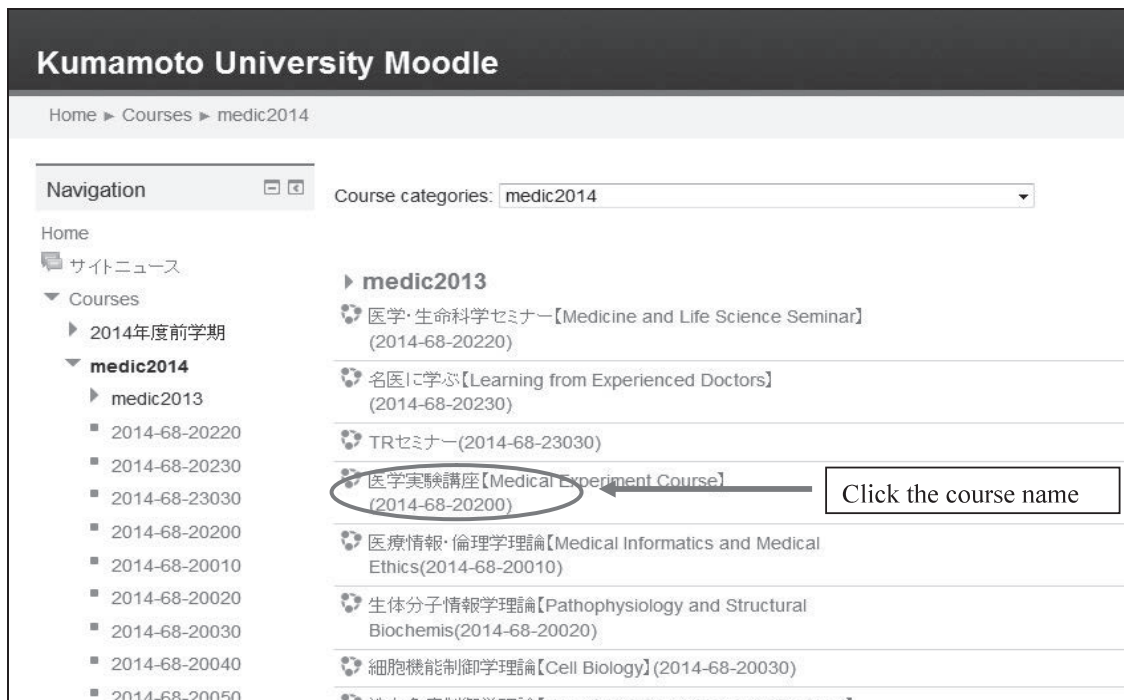 Kumamoto University Moodle
Home ► Courses ► medic2014
Navigation
Home
サイトニュース
Courses
2014年度前学期
medic2014
medic2013
2014-68-20220
2014-68-20230
2014-68-23030
2014-68-20200
2014-68-20010
2014-68-20020
2014-68-20030
2014-68-20040
2014-68-20050
Course categories: medic2014
medic2013
医学・生命科学セミナー【Medicine and Life Science Seminar】
(2014-68-20220)
名医に学ぶ【Learning from Experienced Doctors】
(2014-68-20230)
TRセミナー(2014-68-23030)
医学実験講座【Medical Experiment Course】
(2014-68-20200)
Click the course name
医療情報・倫理学理論【Medical Informatics and Medical
Ethics(2014-68-20010)
生体分子情報学理論【Pathophysiology and Structural
Biochemis(2014-68-20020)
細胞機能制御学理論【Cell Biology】(2014-68-20030)